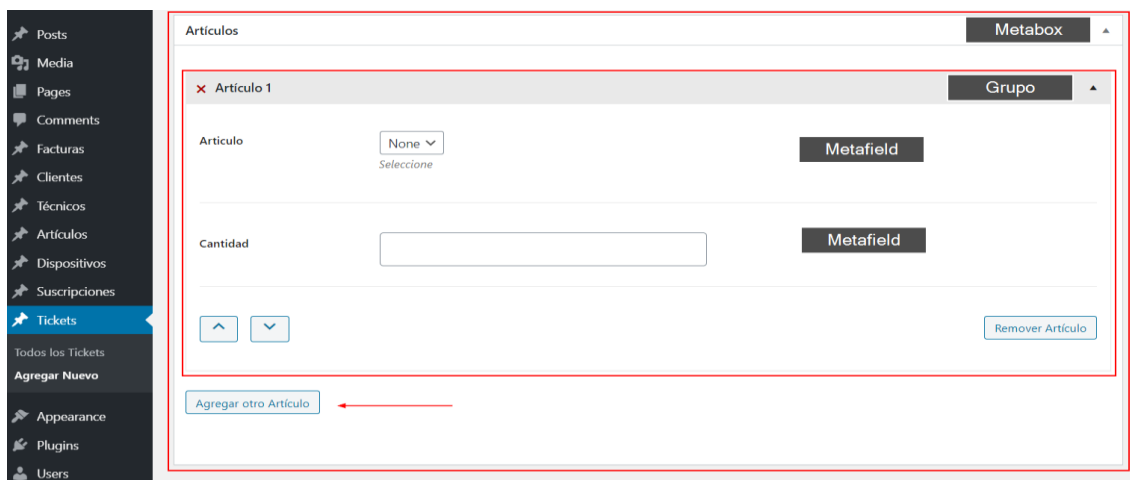 Posts
Media
Pages
Comments
Facturas
Clientes
Técnicos
Artículos
Dispositivos
Suscripciones
Tickets
Todos los Tickets
Agregar Nuevo
Appearance
Plugins
Users
Artículos
Metabox
Artículo 1
Grupo
Articulo
None
Seleccione
Metafield
Cantidad
Metafield
Remover Artículo
Agregar otro Artículo